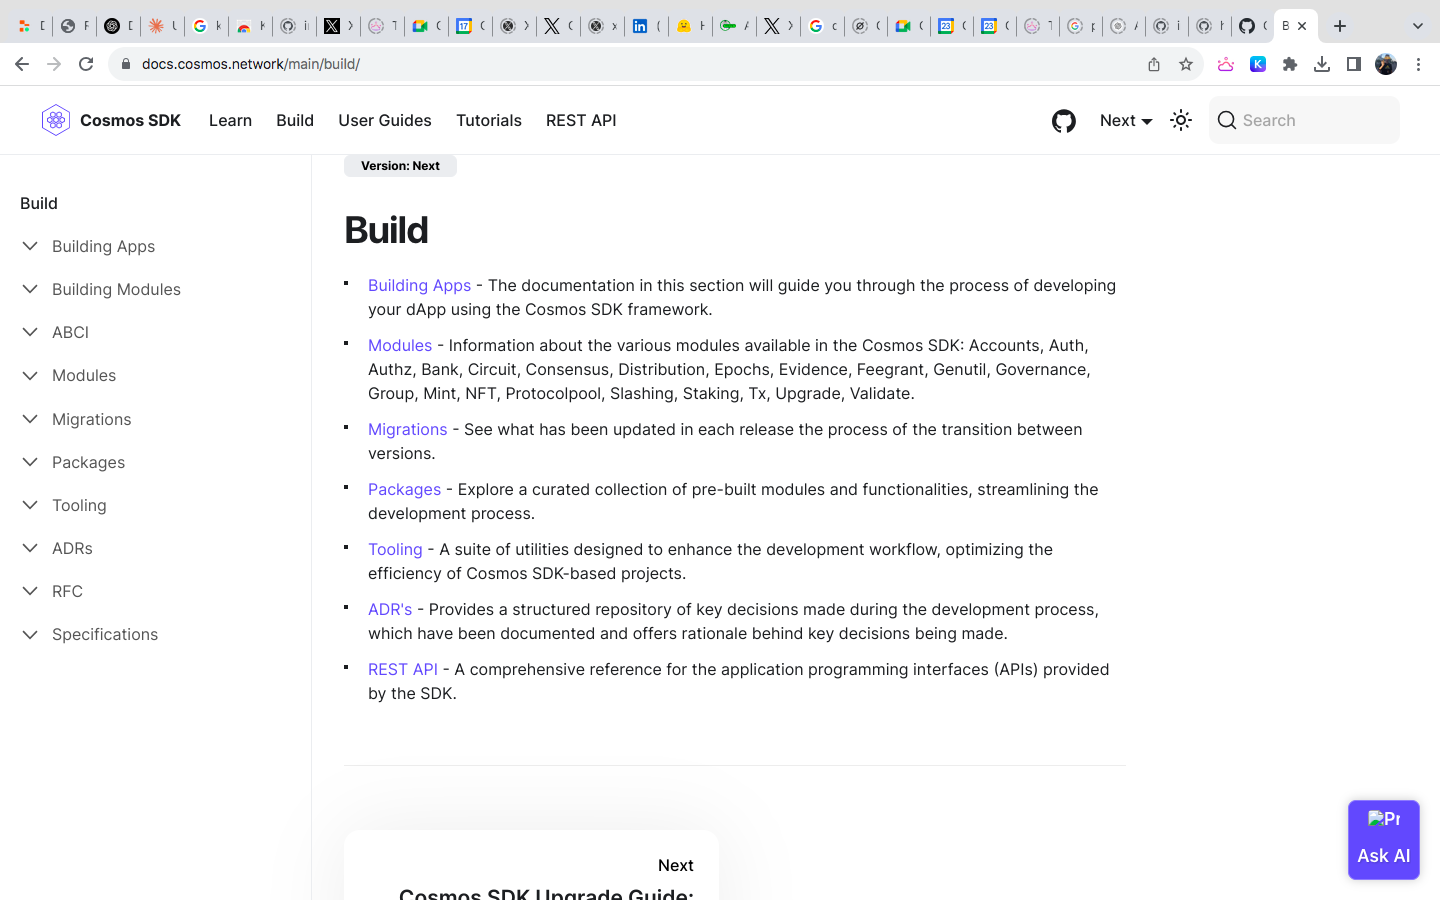 docs.cosmos.network/main/build/
Cosmos SDK Learn Build User Guides Tutorials REST API Next Search
Version: Next
Build
Building Apps
Building Modules
ABCI
Modules
Migrations
Packages
Tooling
ADRs
RFC
Specifications
Build
Building Apps - The documentation in this section will guide you through the process of developing
your dApp using the Cosmos SDK framework.
Modules - Information about the various modules available in the Cosmos SDK: Accounts, Auth,
Authz, Bank, Circuit, Consensus, Distribution, Epochs, Evidence, Feegrant, Genutil, Governance,
Group, Mint, NFT, Protocolpool, Slashing, Staking, Tx, Upgrade, Validate.
Migrations - See what has been updated in each release the process of the transition between
versions.
Packages - Explore a curated collection of pre-built modules and functionalities, streamlining the
development process.
Tooling - A suite of utilities designed to enhance the development workflow, optimizing the
efficiency of Cosmos SDK-based projects.
ADR's - Provides a structured repository of key decisions made during the development process,
which have been documented and offers rationale behind key decisions being made.
REST API - A comprehensive reference for the application programming interfaces (APIs) provided
by the SDK.
Next
Cosmos SDK Upgrade Guide:
Pr
Ask AI